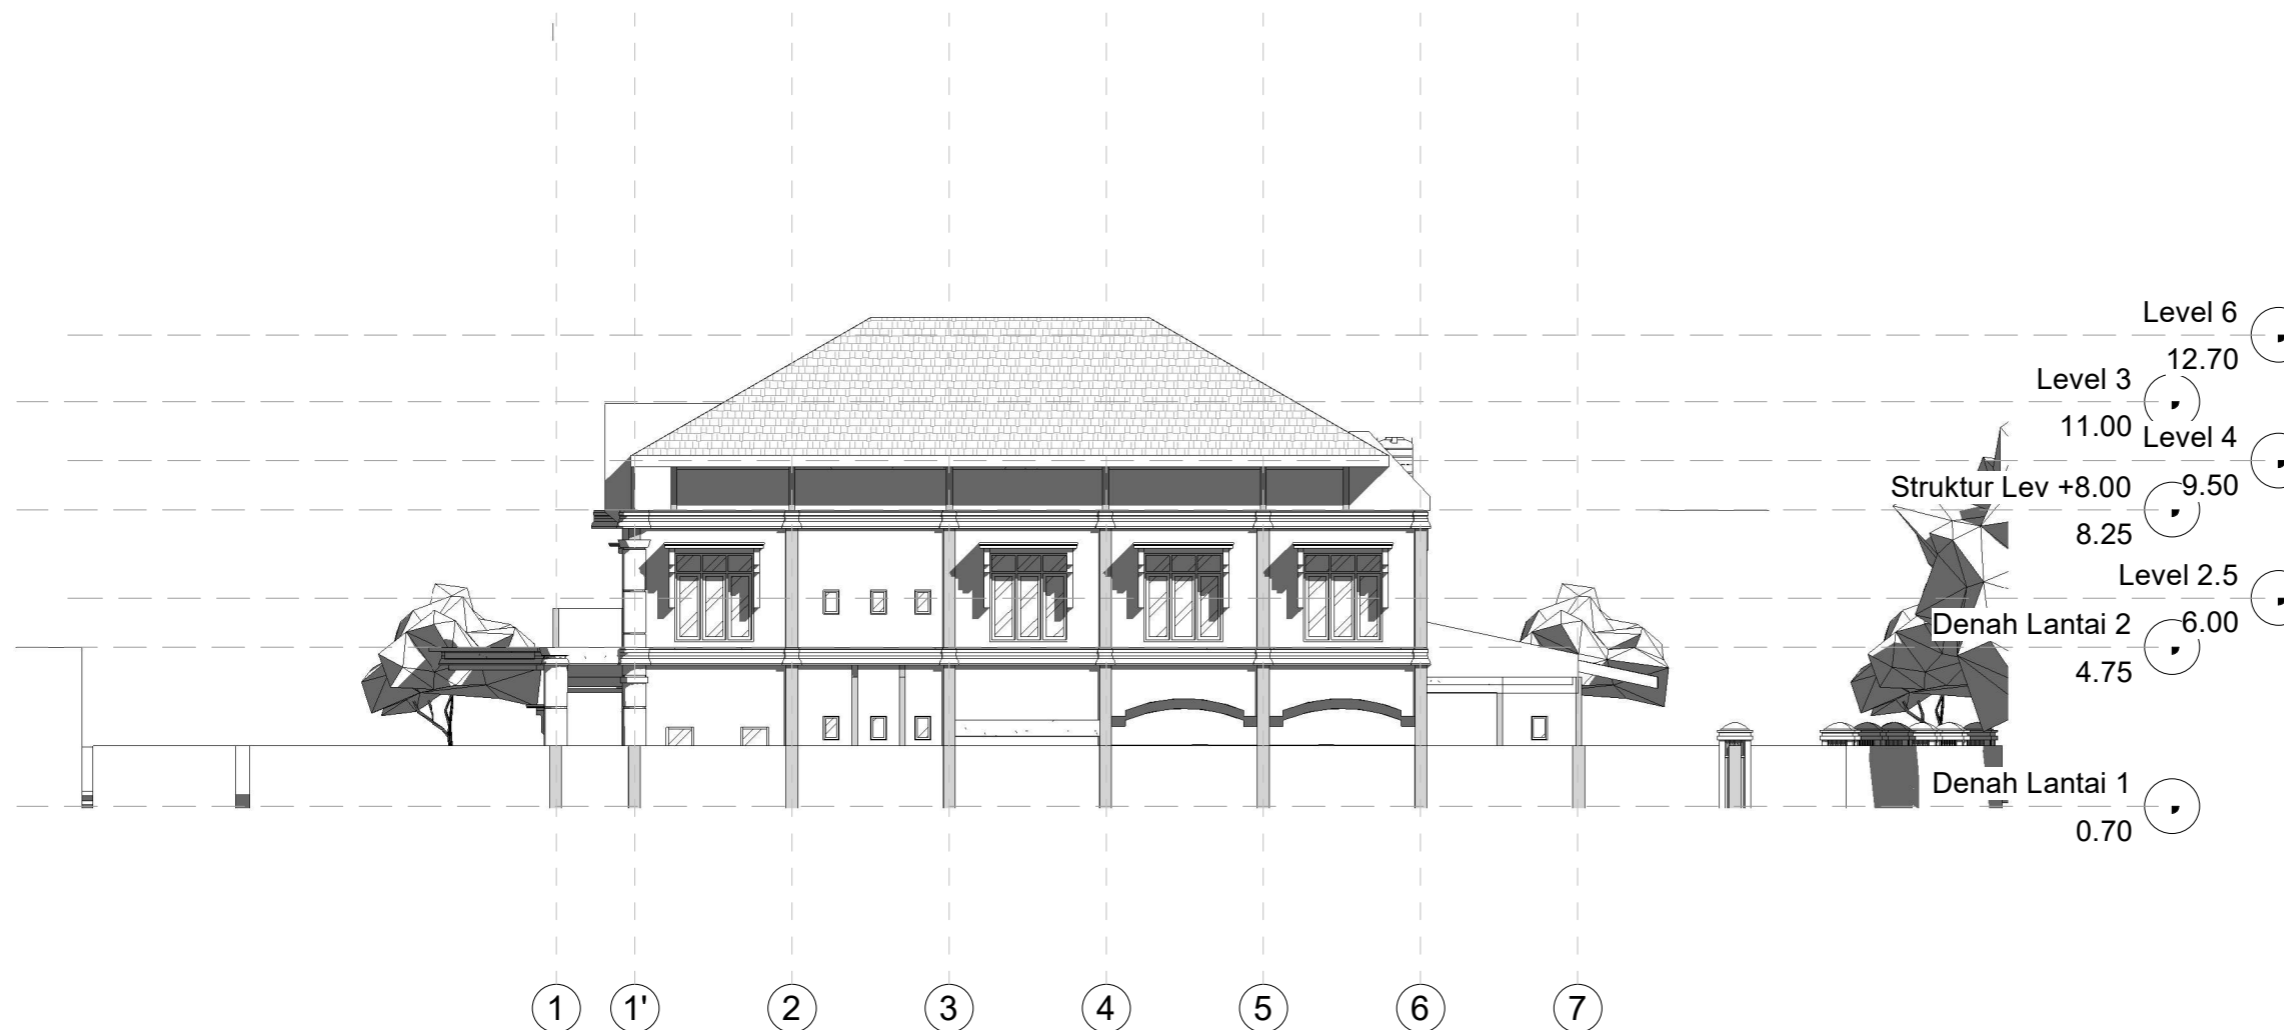 Level 6
12.70
Level 3
11.00
Level 4
9.50
Struktur Lev +8.00
8.25
Level 2.5
6.00
Denah Lantai 2
4.75
Denah Lantai 1
0.70
1 1' 2 3 4 5 6 7